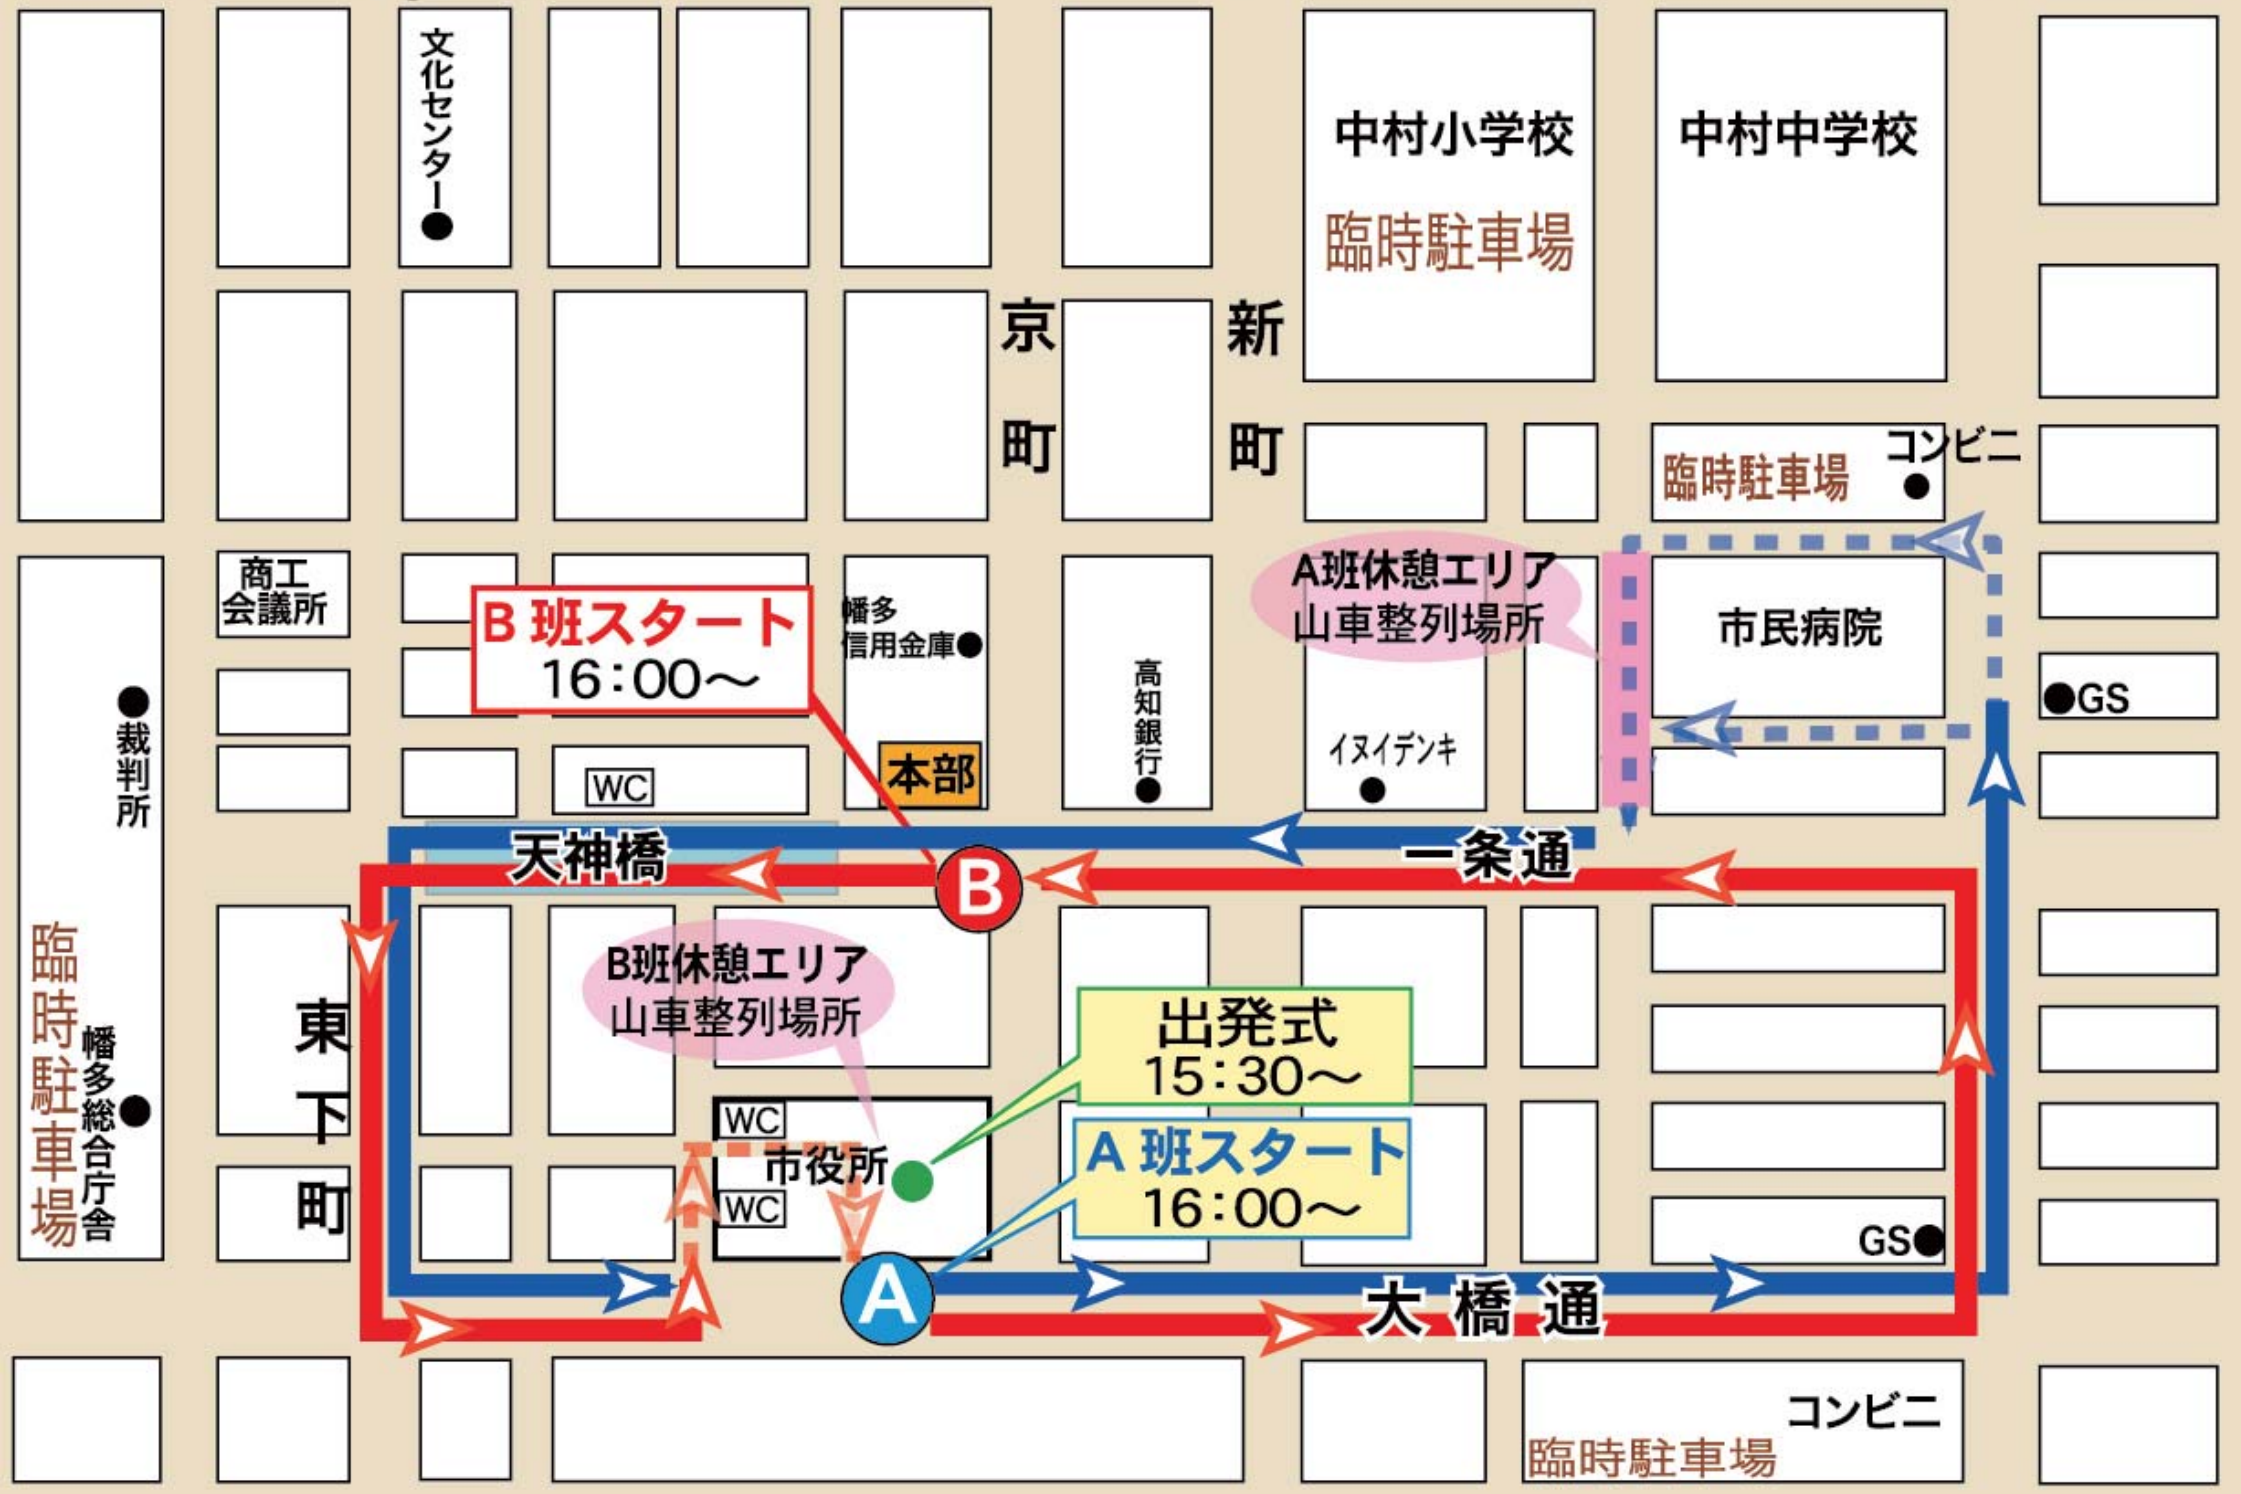 文化センター
中村小学校
臨時駐車場
中村中学校
京町
新町
コンビニ
臨時駐車場
商工
会議所
B 班スタート
16:00〜
幡多
信用金庫
A班休憩エリア
山車整列場所
市民病院
GS
裁判所
高知銀行
イヌイデンキ
本部
WC
天神橋
一条通
B
臨時駐車場
幡多総合庁舎
東下町
B班休憩エリア
山車整列場所
出発式
15:30〜
A 班スタート
16:00〜
WC
市役所
WC
GS
A
大橋通
コンビニ
臨時駐車場